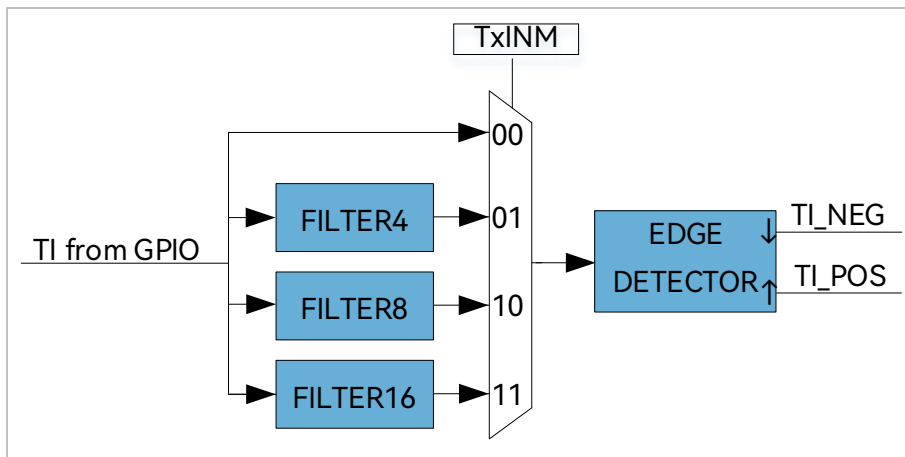 TxINM
00
FILTER4
01
TI from GPIO
EDGE
DETECTOR
↓
TI_NEG
↑
TI_POS
FILTER8
10
FILTER16
11